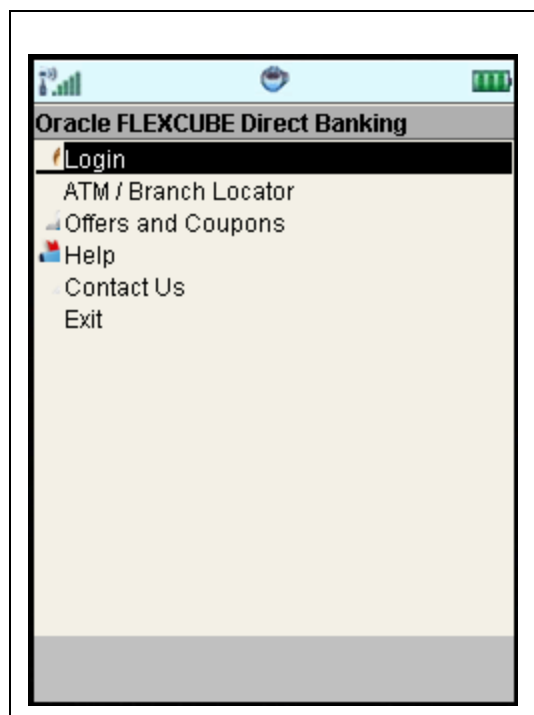 Oracle FLEXCUBE Direct Banking
Login
ATM / Branch Locator
Offers and Coupons
Help
Contact Us
Exit